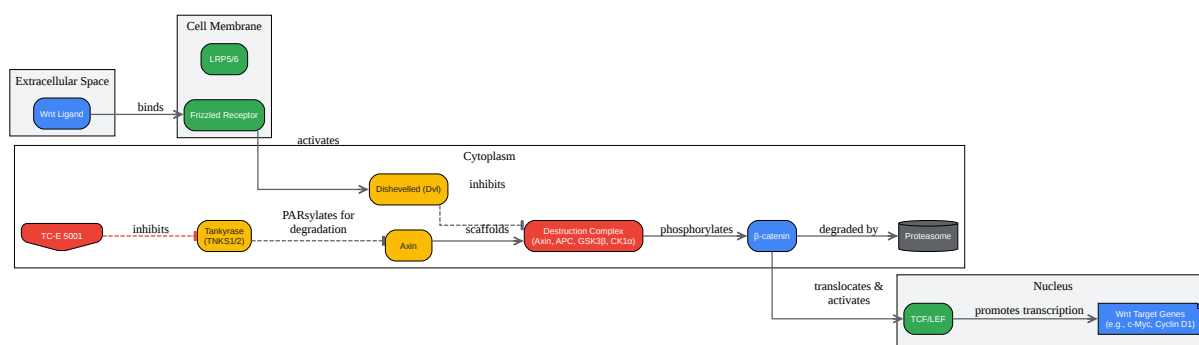 Cell Membrane
LRP5/6
Extracellular Space
Wnt Ligand
binds
Frizzled Receptor
activates
Cytoplasm
Dishevelled (Dvl)
inhibits
TC-E 5001
inhibits
Tankyrase
(TNKS1/2)
PARsylates for
degradation
Axin
scaffolds
Destruction Complex
(Axin, APC, GSK3β, CK1α)
phosphorylates
β-catenin
degraded by
Proteasome
translocates &
activates
Nucleus
TCF/LEF
promotes transcription
Wnt Target Genes
(e.g., c-Myc, Cyclin D1)